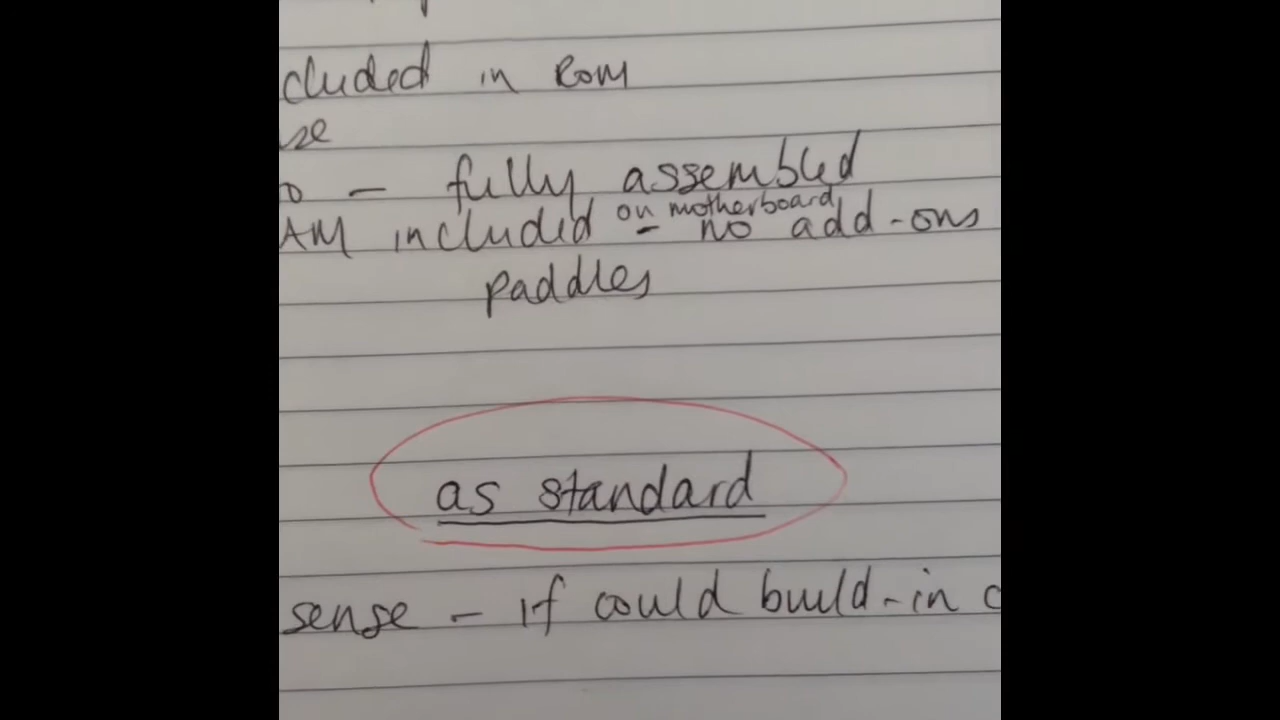 cluded in ROM
se
o - fully assembled
on motherboard
AM included - no add-ons
paddles
as standard
sense - if could build-in c